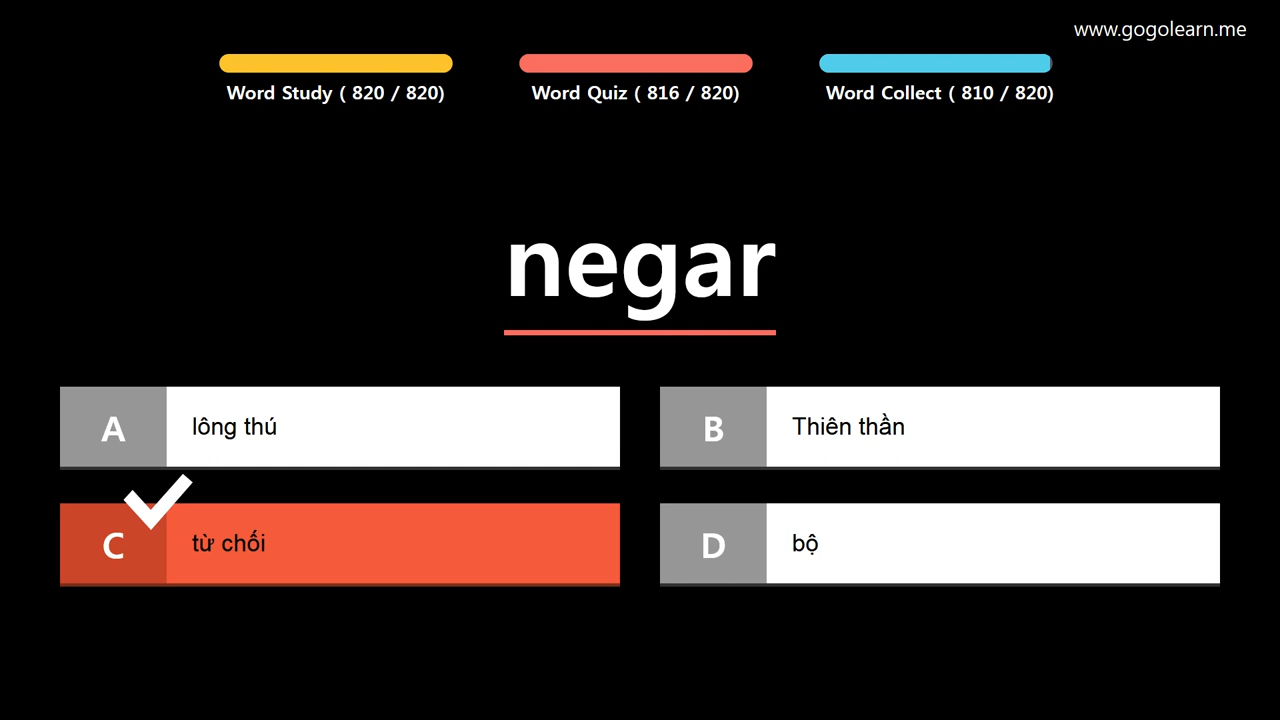 www.gogolearn.me
Word Study ( 820 / 820)
Word Quiz ( 816 / 820)
Word Collect ( 810 / 820)
negar
A
lông thú
B
Thiên thần
C
từ chối
D
bộ